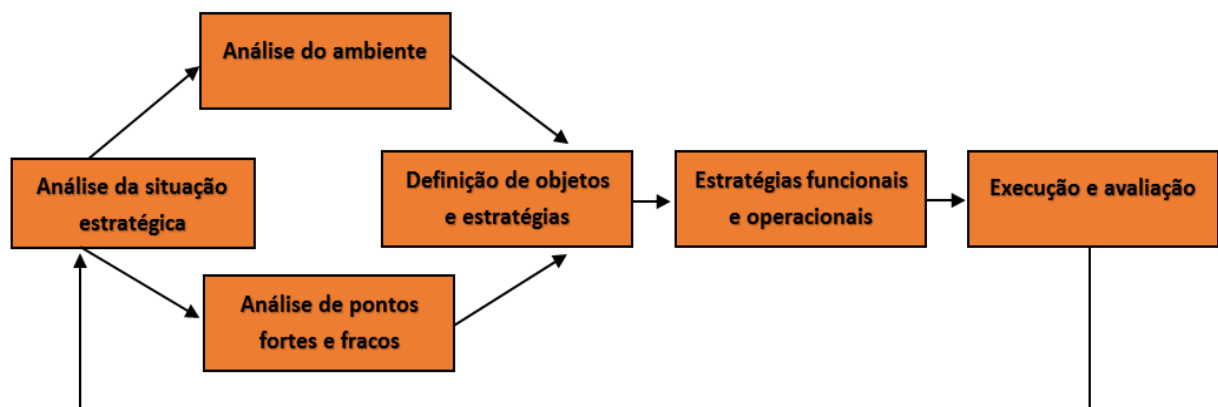 Análise do ambiente
Análise da situação
estratégica
Definição de objetos
e estratégias
Estratégias funcionais
e operacionais
Execução e avaliação
Análise de pontos
fortes e fracos